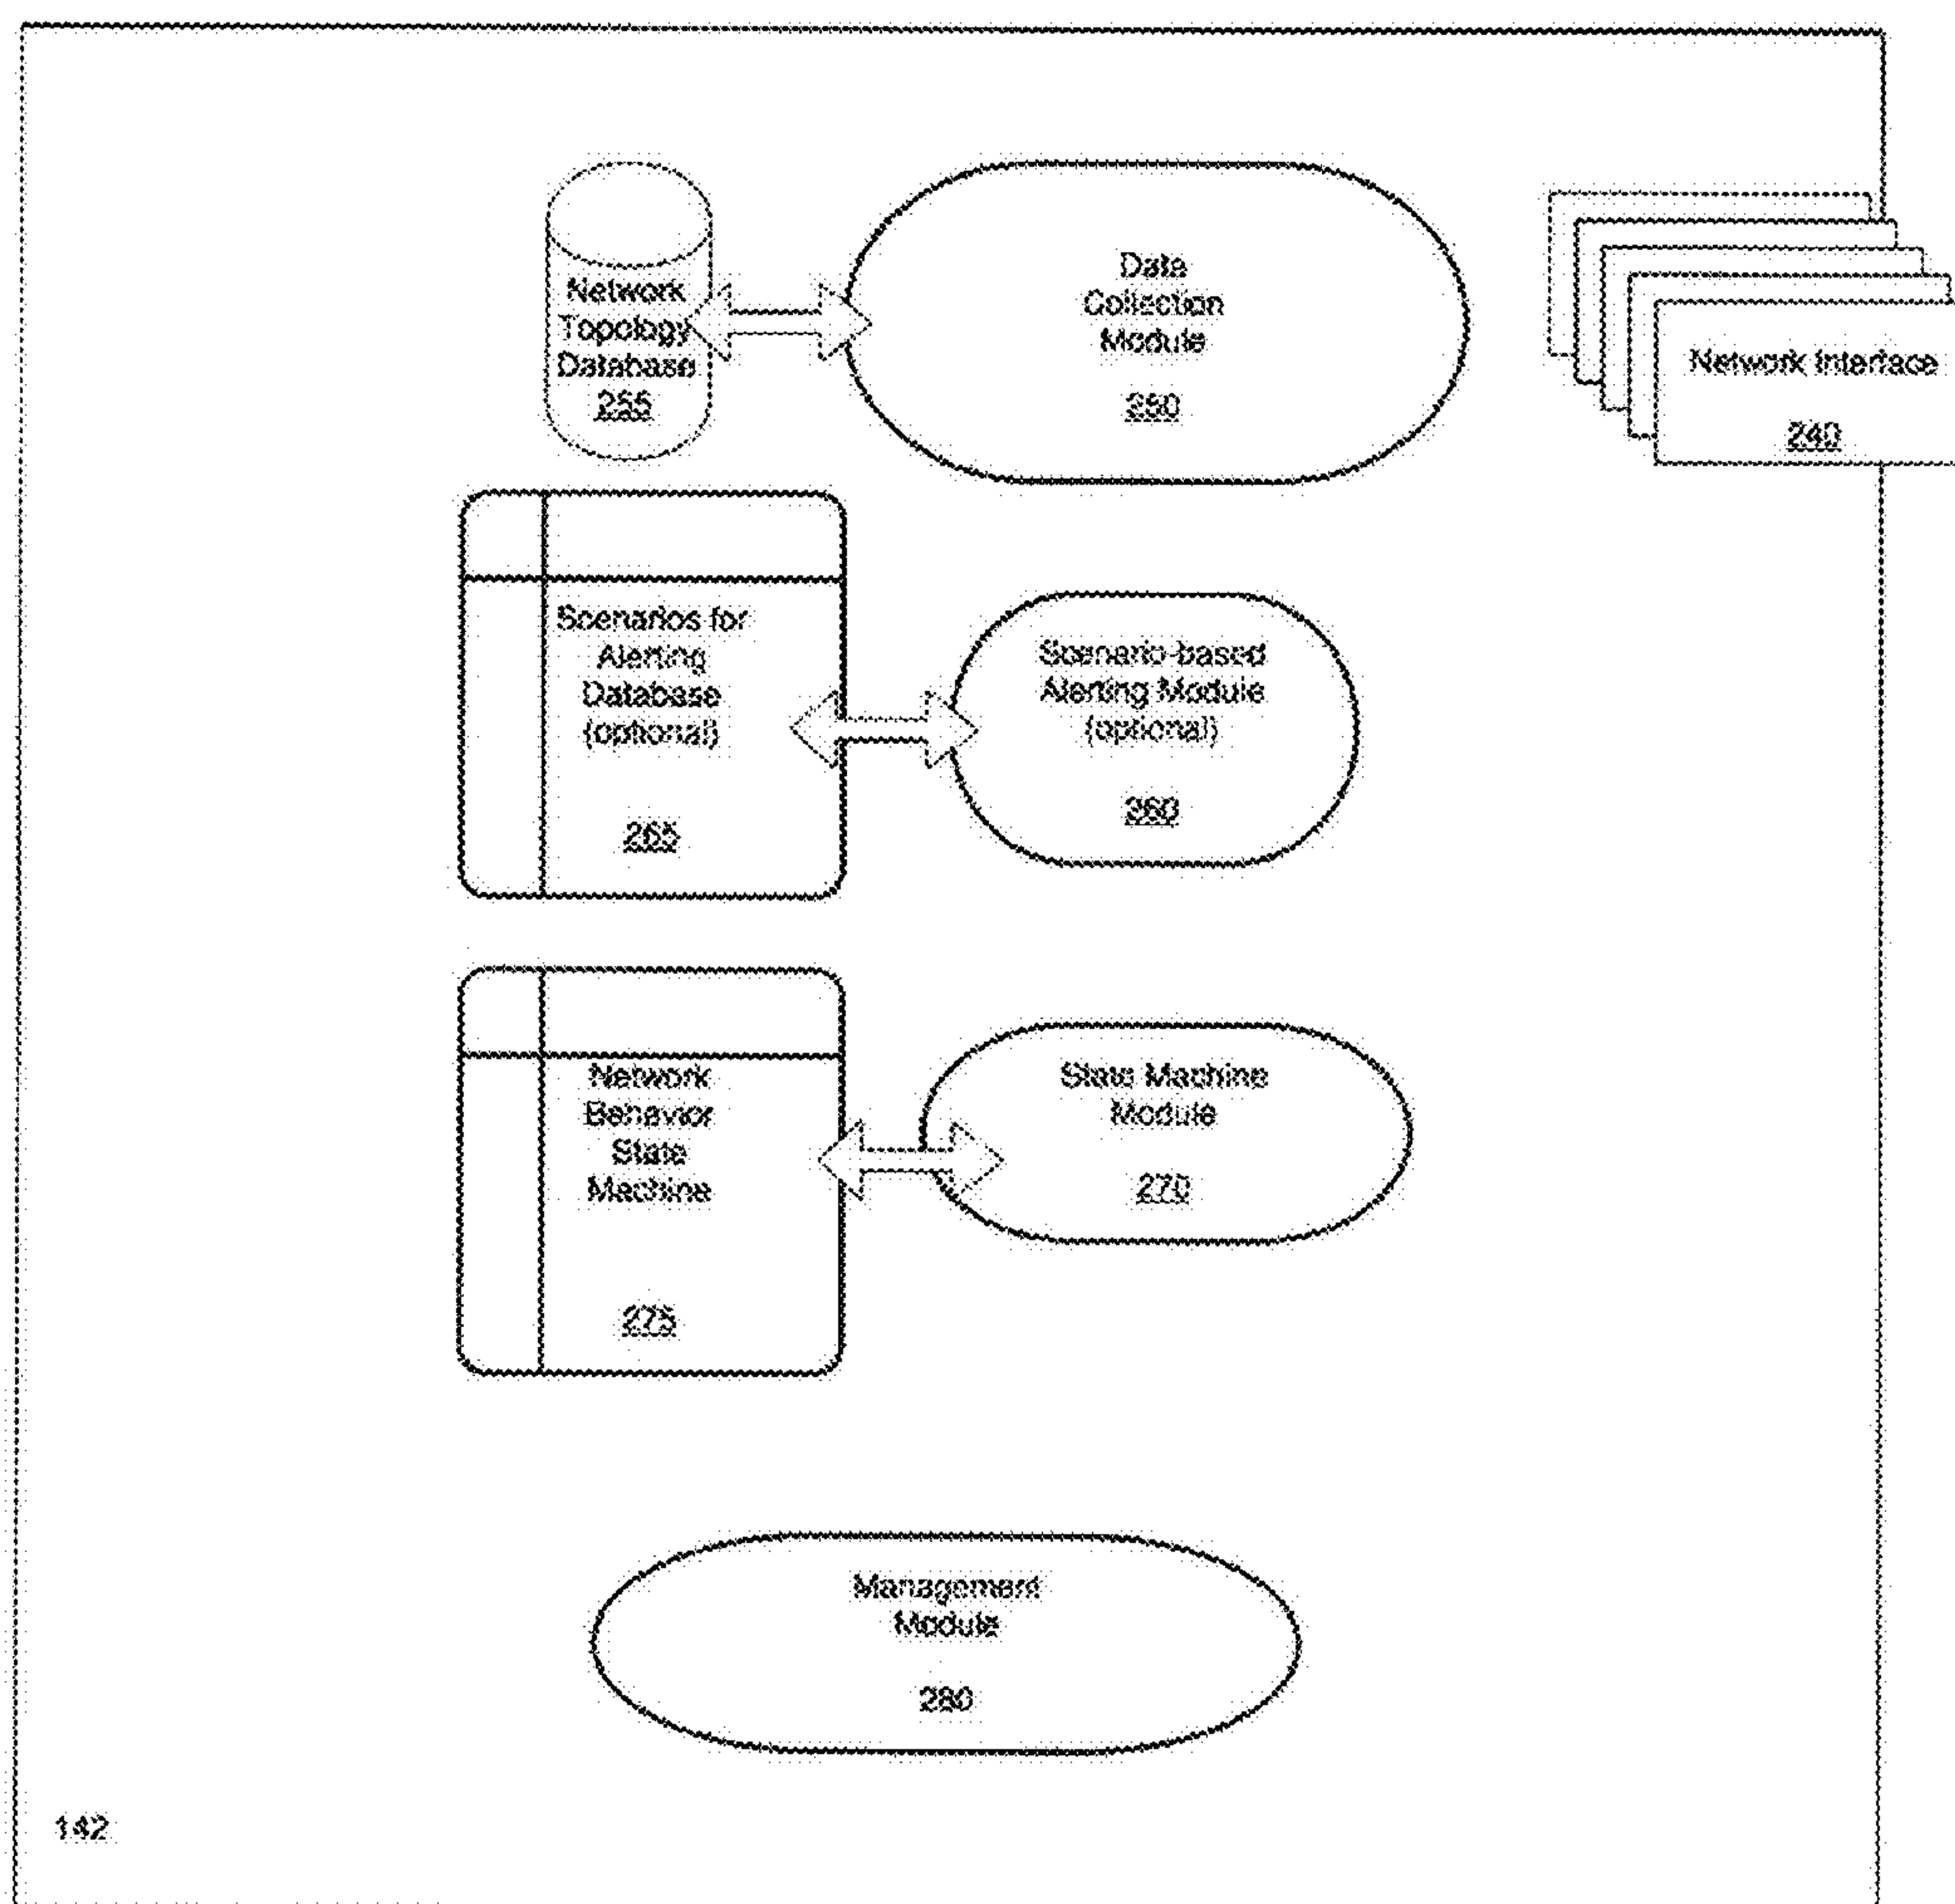 Network
Topology
Database
255
Data
Collection
Module
250
Network Interface
240
Scenarios for
Alerting
Database
(optional)
265
Scenario-based
Alerting Module
(optional)
260
Network
Behavior
State
Machine
275
State Machine
Module
270
Management
Module
280
142